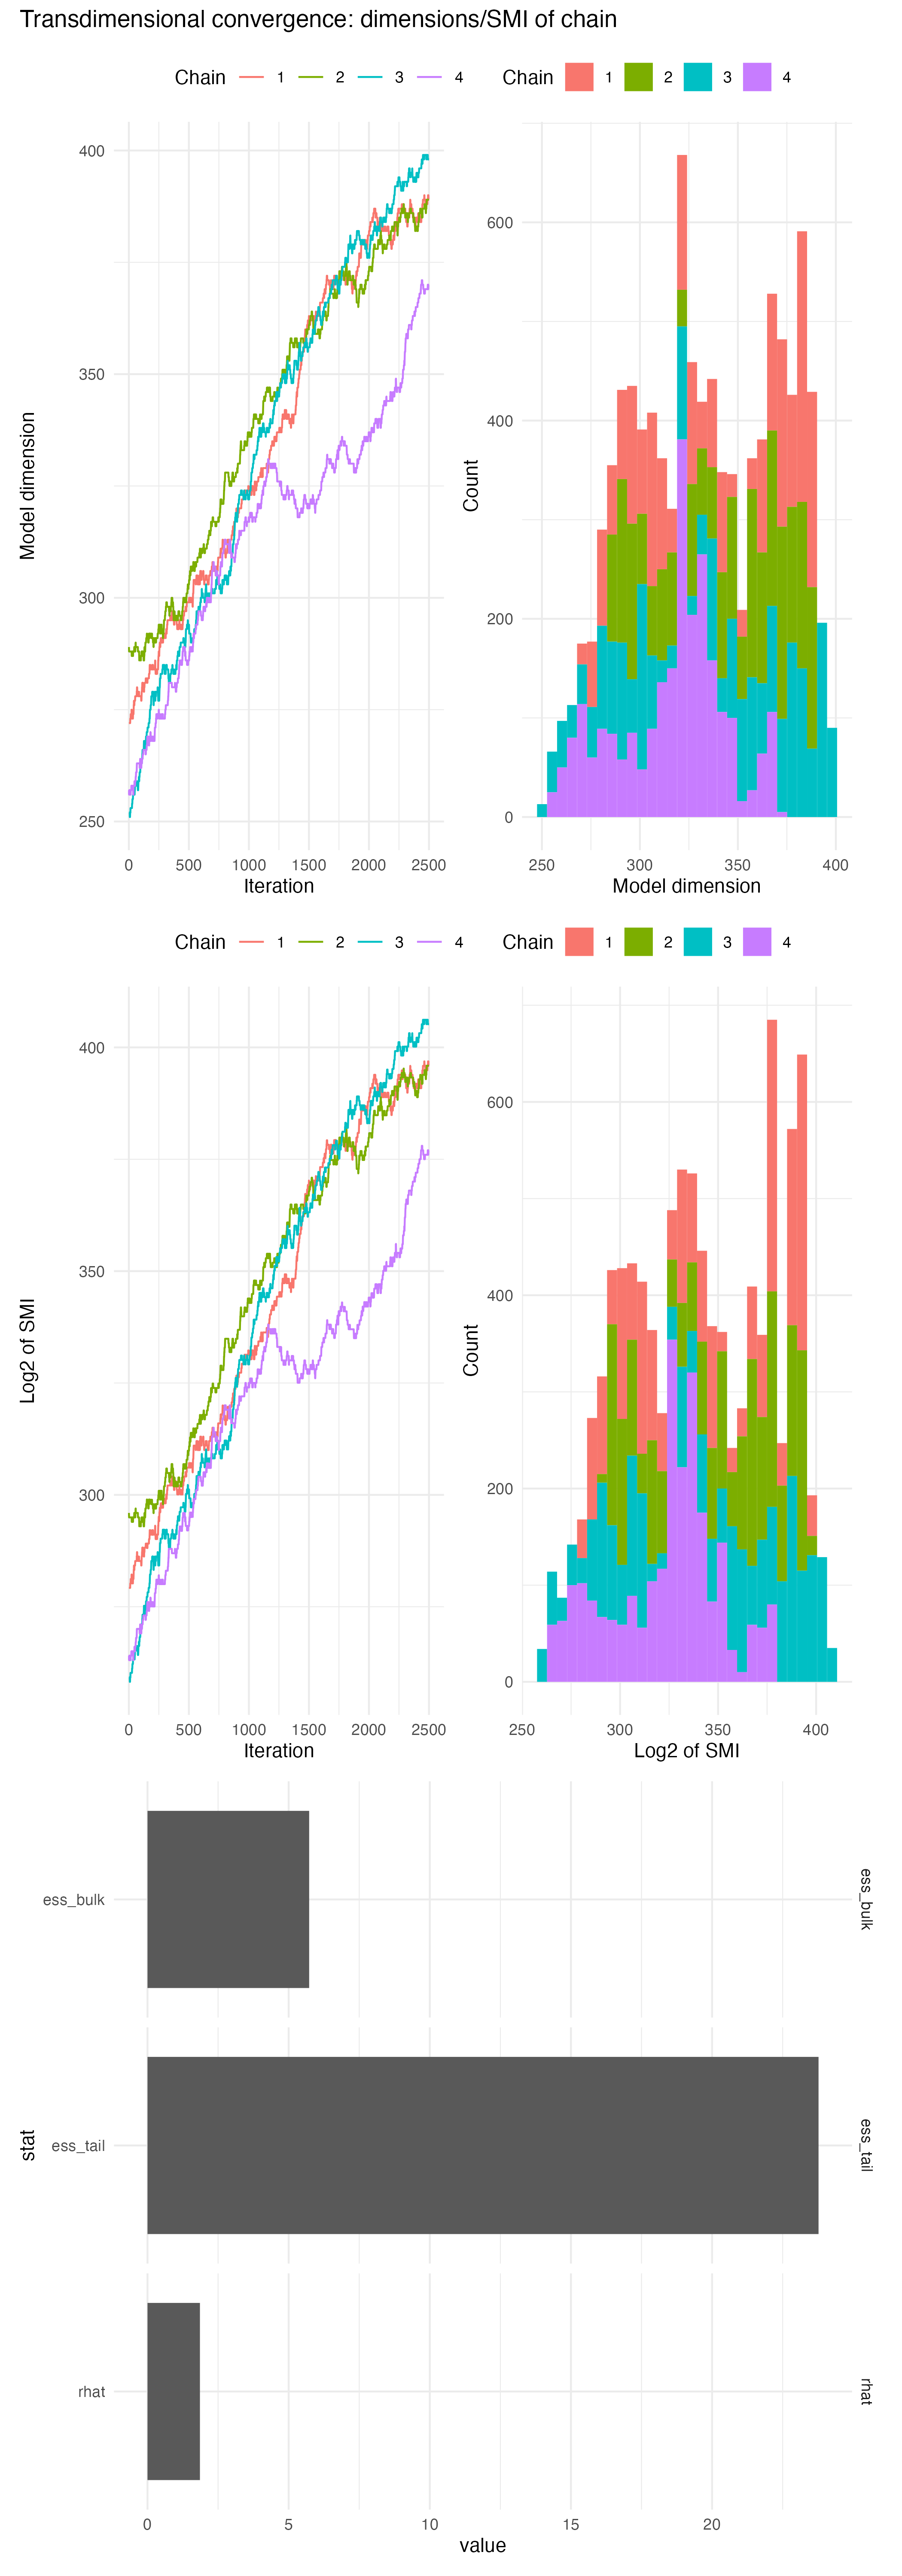 Transdimensional convergence: dimensions/SMI of chain
Chain 1 2 3 4
Chain 1 2 3 4
Model dimension
400
350
300
250
0 500 1000 1500 2000 2500
Iteration
Count
600
400
200
0
250 300 350 400
Model dimension
Chain 1 2 3 4
Chain 1 2 3 4
Log2 of SMI
400
350
300
0 500 1000 1500 2000 2500
Iteration
Count
600
400
200
0
250 300 350 400
Log2 of SMI
stat
ess_bulk
ess_bulk
ess_tail
ess_tail
rhat
rhat
0 5 10 15 20
value